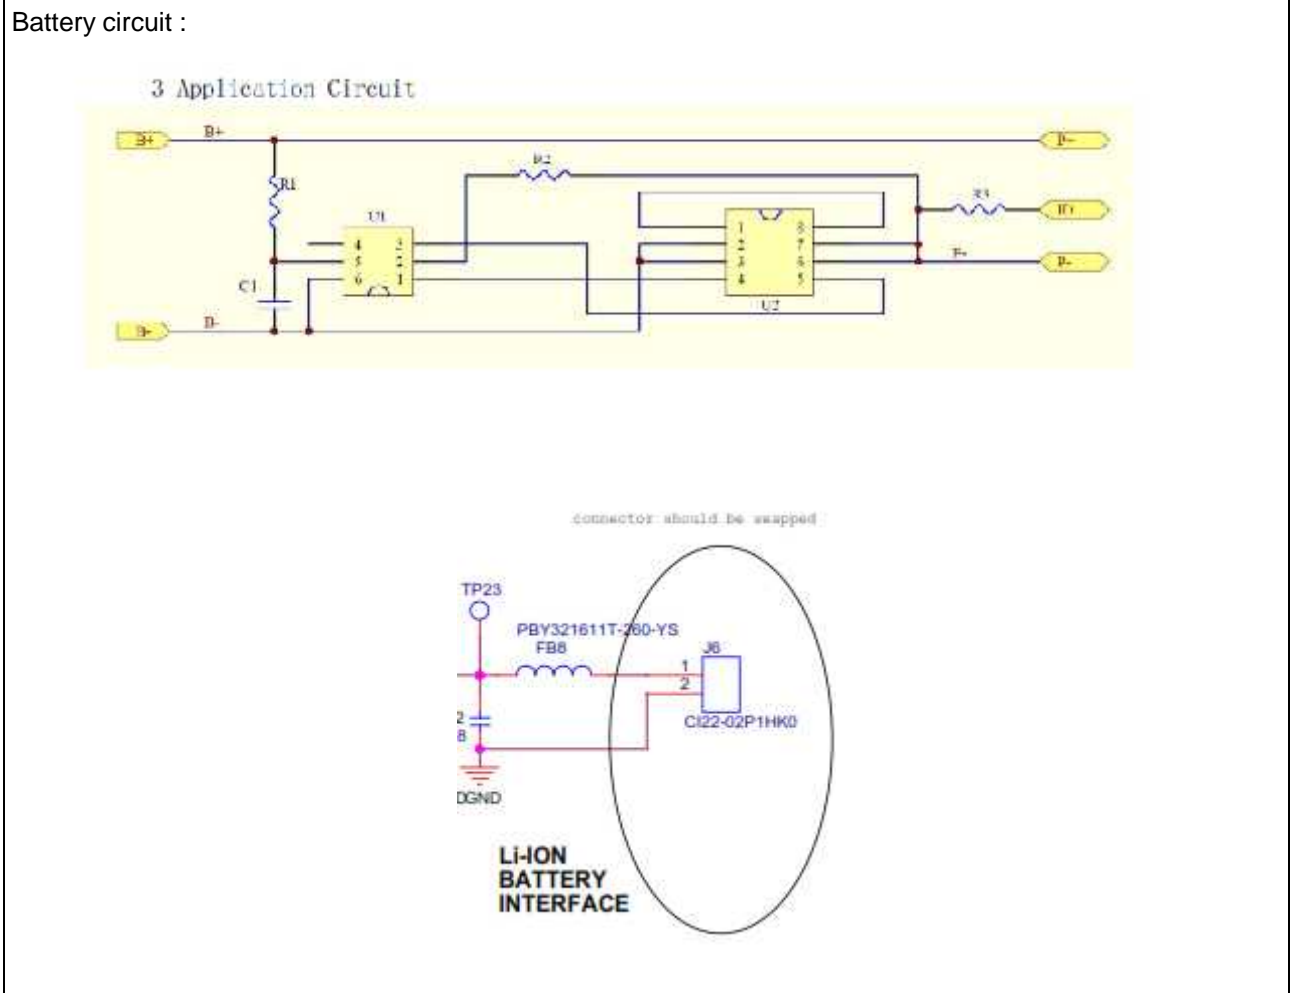 Battery circuit :
3 Application Circuit
B+
B+
R2
R1
R3
U1
4
3
5
2
6
1
1
8
2
7
3
6
4
5
C1
U2
B-
connector should be swapped
TP23
PBY321611T-260-YS
FB8
J6
1
2
2
8
CI22-02P1HK0
DGND
Li-ION
BATTERY
INTERFACE